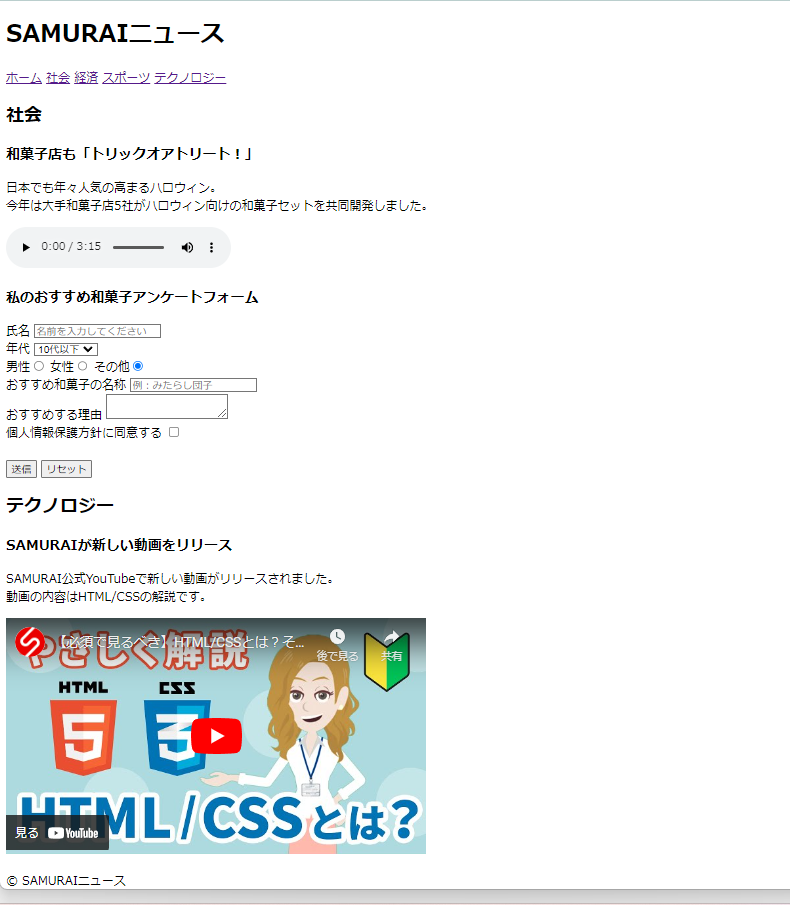 SAMURAIニュース
ホーム 社会 経済 スポーツ テクノロジー
社会
和菓子店も「トリックオアトリート！」
日本でも年々人気の高まるハロウィン。
今年は大手和菓子店5社がハロウィン向けの和菓子セットを共同開発しました。
0:00 / 3:15
私のおすすめ和菓子アンケートフォーム
氏名 名前を入力してください
年代 10代以下
男性 女性 その他
おすすめ和菓子の名称 例：みたらし団子
おすすめする理由
個人情報保護方針に同意する
送信 リセット
テクノロジー
SAMURAIが新しい動画をリリース
SAMURAI公式YouTubeで新しい動画がリリースされました。
動画の内容はHTML/CSSの解説です。
【必須で見るべき】HTML/CSSとは？そ...
後で見る 共有
やさしく解説
HTML CSS
5 3
HTML/CSSとは？
見る YouTube
© SAMURAIニュース